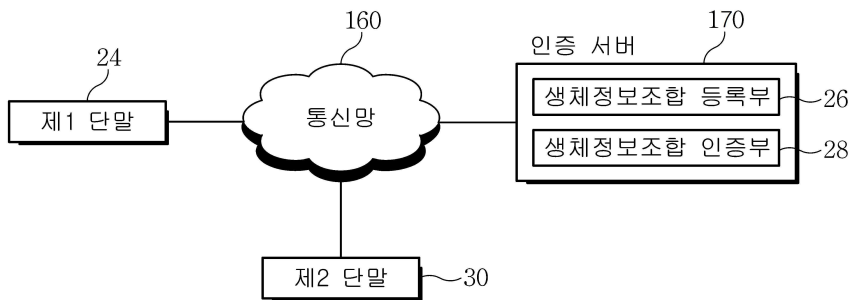 160
인증 서버
170
24
생체정보조합 등록부
26
제1 단말
통신망
생체정보조합 인증부
28
제2 단말
30